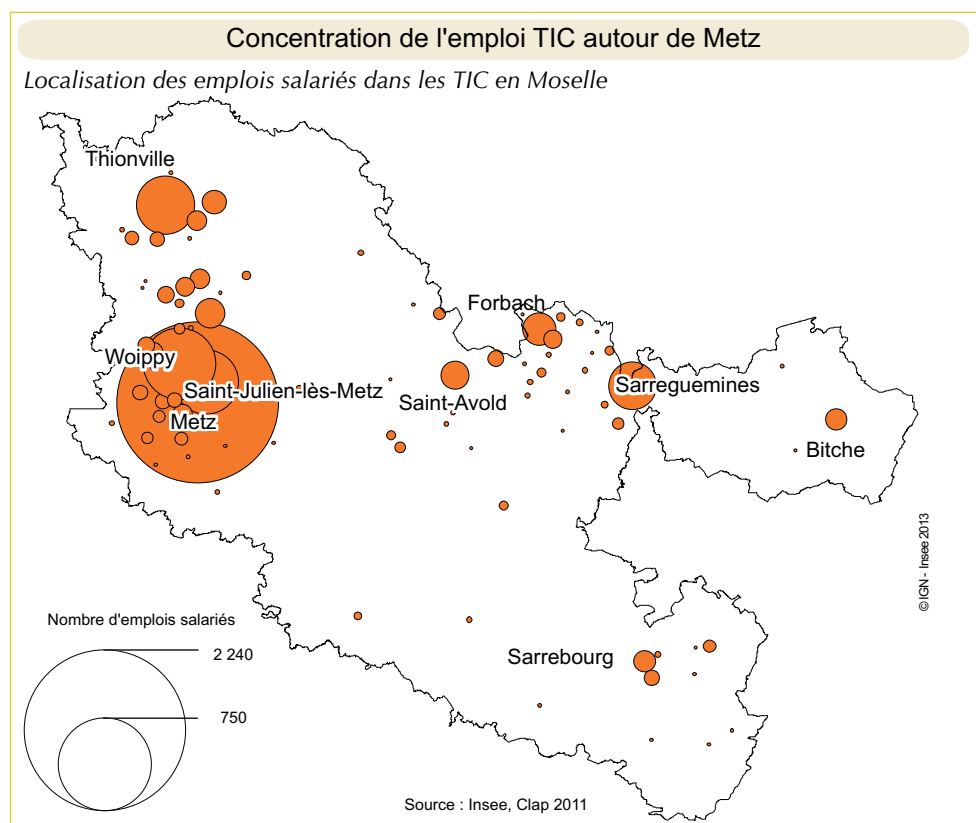 Concentration de l'emploi TIC autour de Metz
Localisation des emplois salariés dans les TIC en Moselle
Thionville
Forbach
Woippy
Saint-Julien-lès-Metz
Saint-Avold
Sarreguemines
Metz
Bitche
© IGN - Insee 2013
Nombre d'emplois salariés
2 240
Sarrebourg
750
Source : Insee, Clap 2011